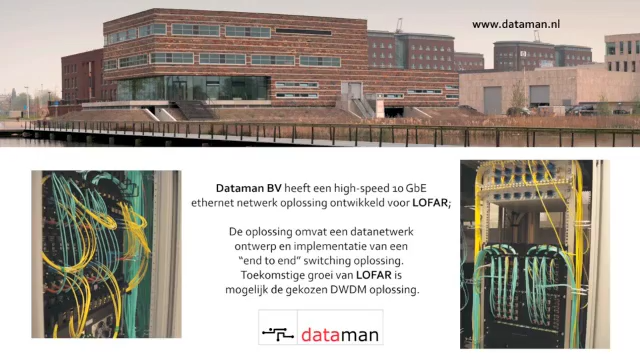 www.dataman.nl
Dataman BV heeft een high-speed 10 GbE
ethernet netwerk oplossing ontwikkeld voor LOFAR;
De oplossing omvat een datanetwerk
ontwerp en implementatie van een
“end to end” switching oplossing.
Toekomstige groei van LOFAR is
mogelijk de gekozen DWDM oplossing.
dataman